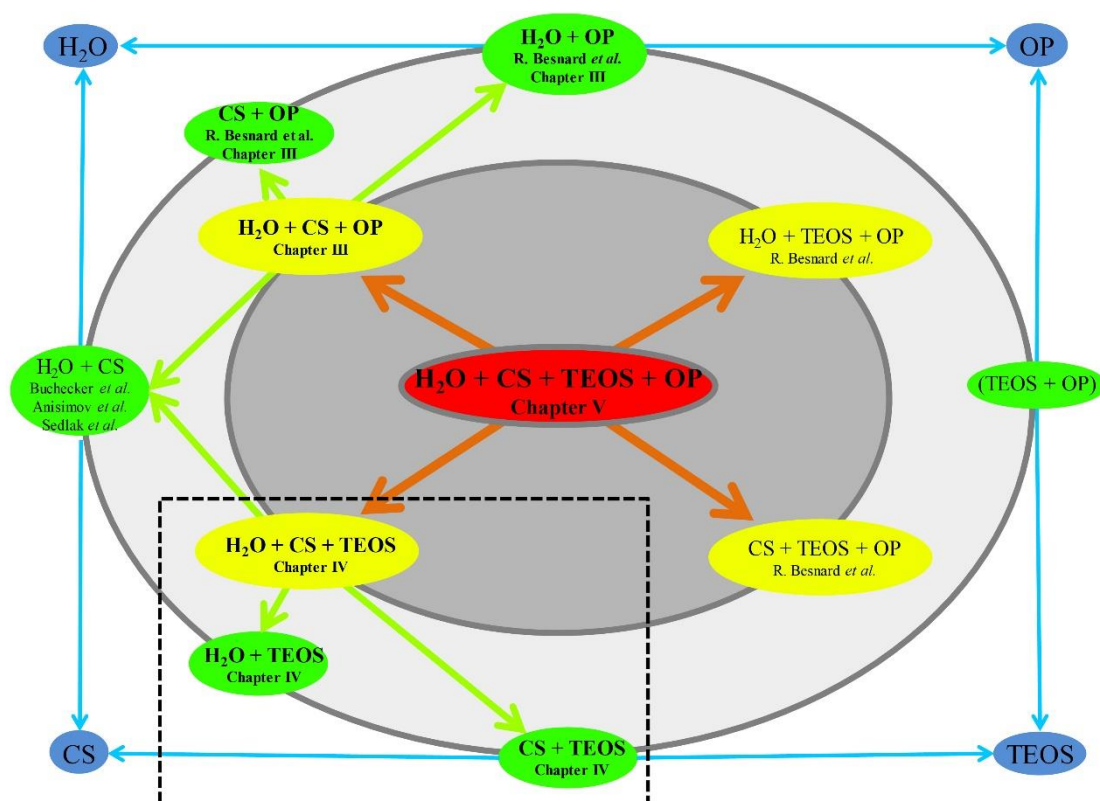 H₂O
H₂O + OP
R. Besnard et al.
Chapter III
OP
CS + OP
R. Besnard et al.
Chapter III
H₂O + CS + OP
Chapter III
H₂O + TEOS + OP
R. Besnard et al.
H₂O + CS
Buchecker et al.
Anisimov et al.
Sedlak et al.
H₂O + CS + TEOS + OP
Chapter V
(TEOS + OP)
H₂O + CS + TEOS
Chapter IV
CS + TEOS + OP
R. Besnard et al.
H₂O + TEOS
Chapter IV
CS
CS + TEOS
Chapter IV
TEOS